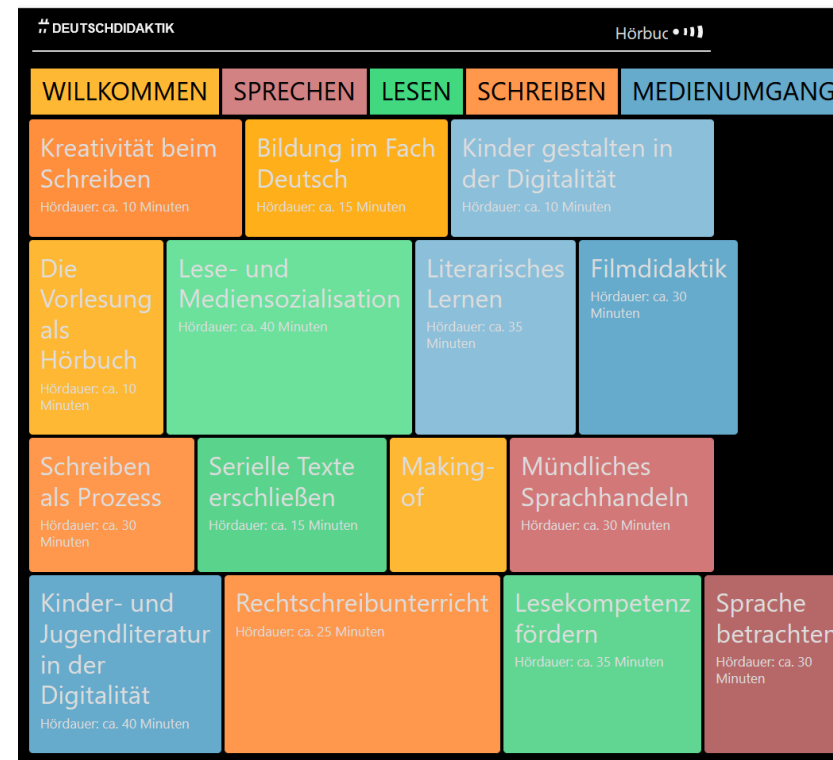 # DEUTSCHDIDAKTIK
Hörbuc
WILLKOMMEN SPRECHEN LESEN SCHREIBEN MEDIENUMGANG
Kreativität beim
Schreiben
Hördauer: ca. 10 Minuten
Bildung im Fach
Deutsch
Hördauer: ca. 15 Minuten
Kinder gestalten in
der Digitalität
Hördauer: ca. 10 Minuten
Die
Vorlesung
als
Hörbuch
Hördauer: ca. 10
Minuten
Lese- und
Mediensozialisation
Hördauer: ca. 40 Minuten
Literarisches
Lernen
Hördauer: ca. 35
Minuten
Filmdidaktik
Hördauer: ca. 30
Minuten
Schreiben
als Prozess
Hördauer: ca. 30
Minuten
Serielle Texte
erschließen
Hördauer: ca. 15 Minuten
Making-
of
Mündliches
Sprachhandeln
Hördauer: ca. 30 Minuten
Kinder- und
Jugendliteratur
in der
Digitalität
Hördauer: ca. 40 Minuten
Rechtschreibunterricht
Hördauer: ca. 25 Minuten
Lesekompetenz
fördern
Hördauer: ca. 35 Minuten
Sprache
betrachten
Hördauer: ca. 30
Minuten